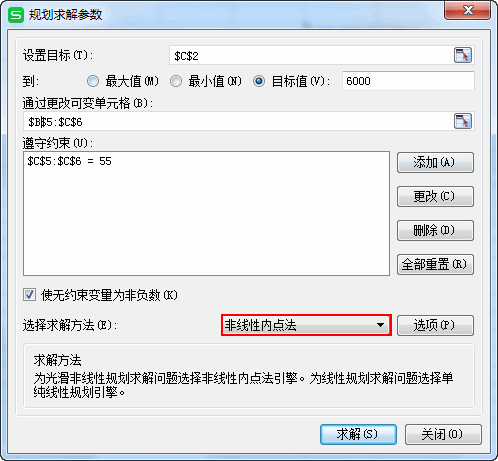 规划求解参数
设置目标(T): $C$2
到: 最大值(M) 最小值(N) 目标值(V): 6000
通过更改可变单元格(B):
$B$5:$C$6
遵守约束(U):
$C$5:$C$6 = 55
添加(A)
更改(C)
删除(D)
全部重置(R)
使无约束变量为非负数(K)
选择求解方法(E): 非线性内点法 选项(P)
求解方法
为光滑非线性规划求解问题选择非线性内点法引擎。为线性规划求解问题选择单
纯线性规划引擎。
求解(S) 关闭(O)